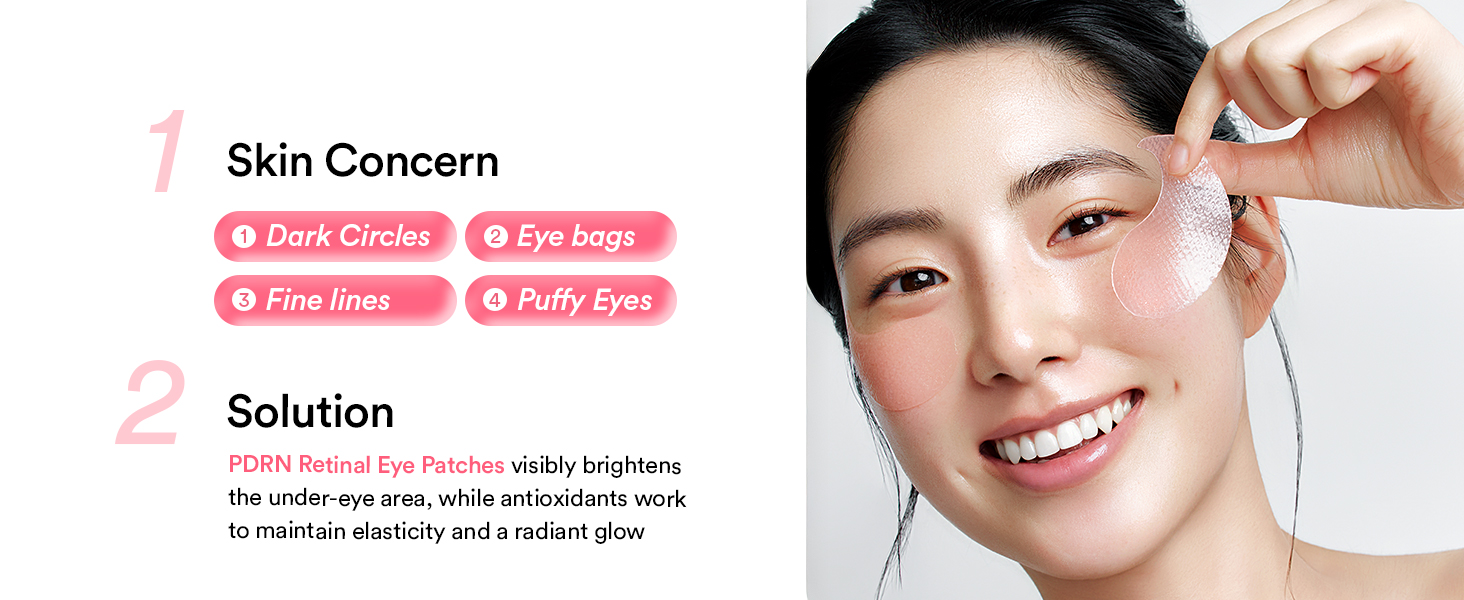 1
Skin Concern
1 Dark Circles
2 Eye bags
3 Fine lines
4 Puffy Eyes
2
Solution
PDRN Retinal Eye Patches visibly brightens
the under-eye area, while antioxidants work
to maintain elasticity and a radiant glow